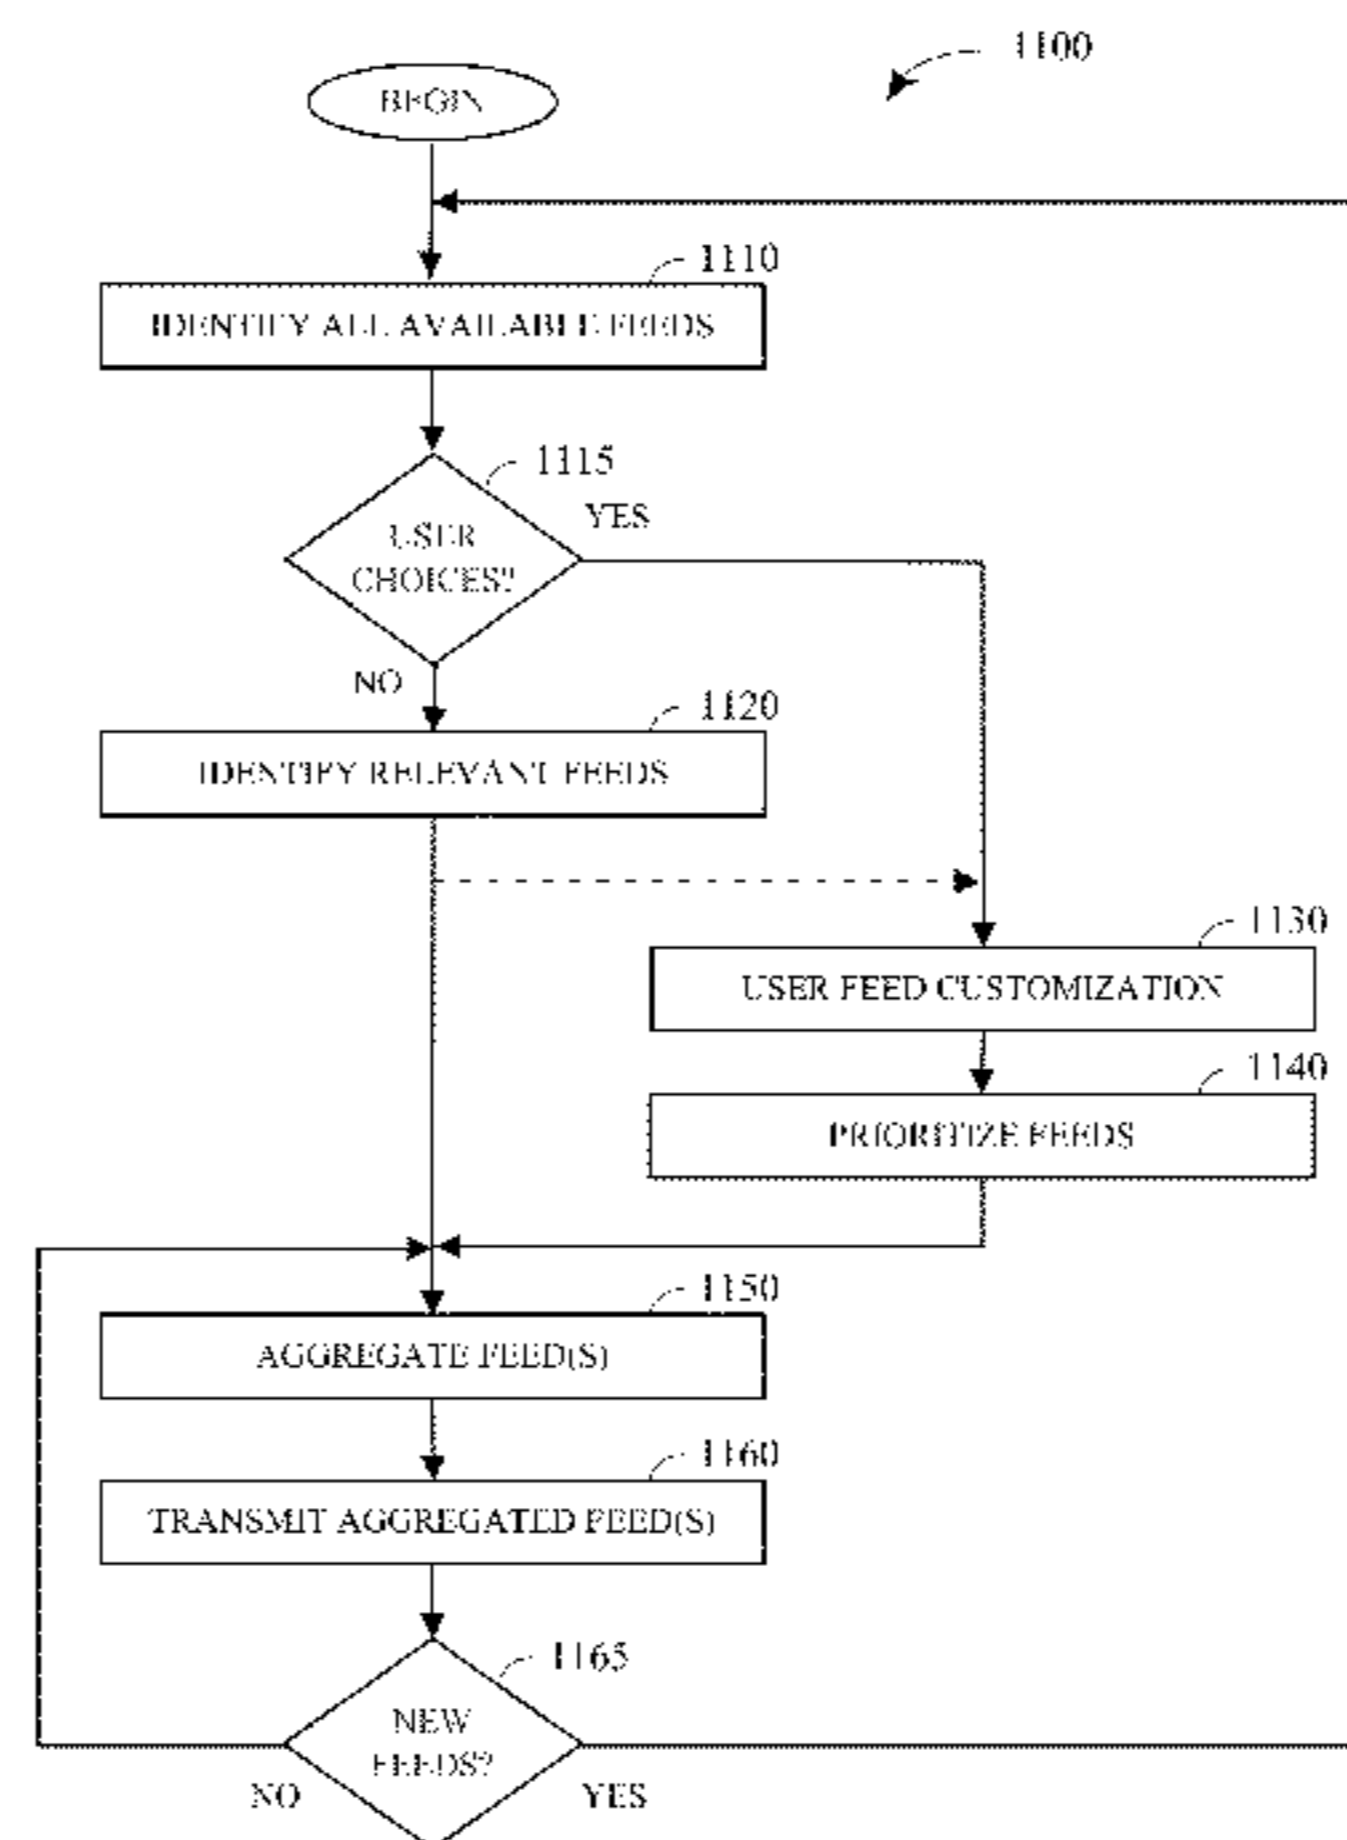 1100
BEGIN
1110
IDENTIFY ALL AVAILABLE FEEDS
1115
YES
USER
CHOICES?
NO
1120
IDENTIFY RELEVANT FEEDS
1130
USER FEED CUSTOMIZATION
1140
PRIORITIZE FEEDS
1150
AGGREGATE FEED(S)
1160
TRANSMIT AGGREGATED FEED(S)
1165
NEW
FEEDS?
NO
YES